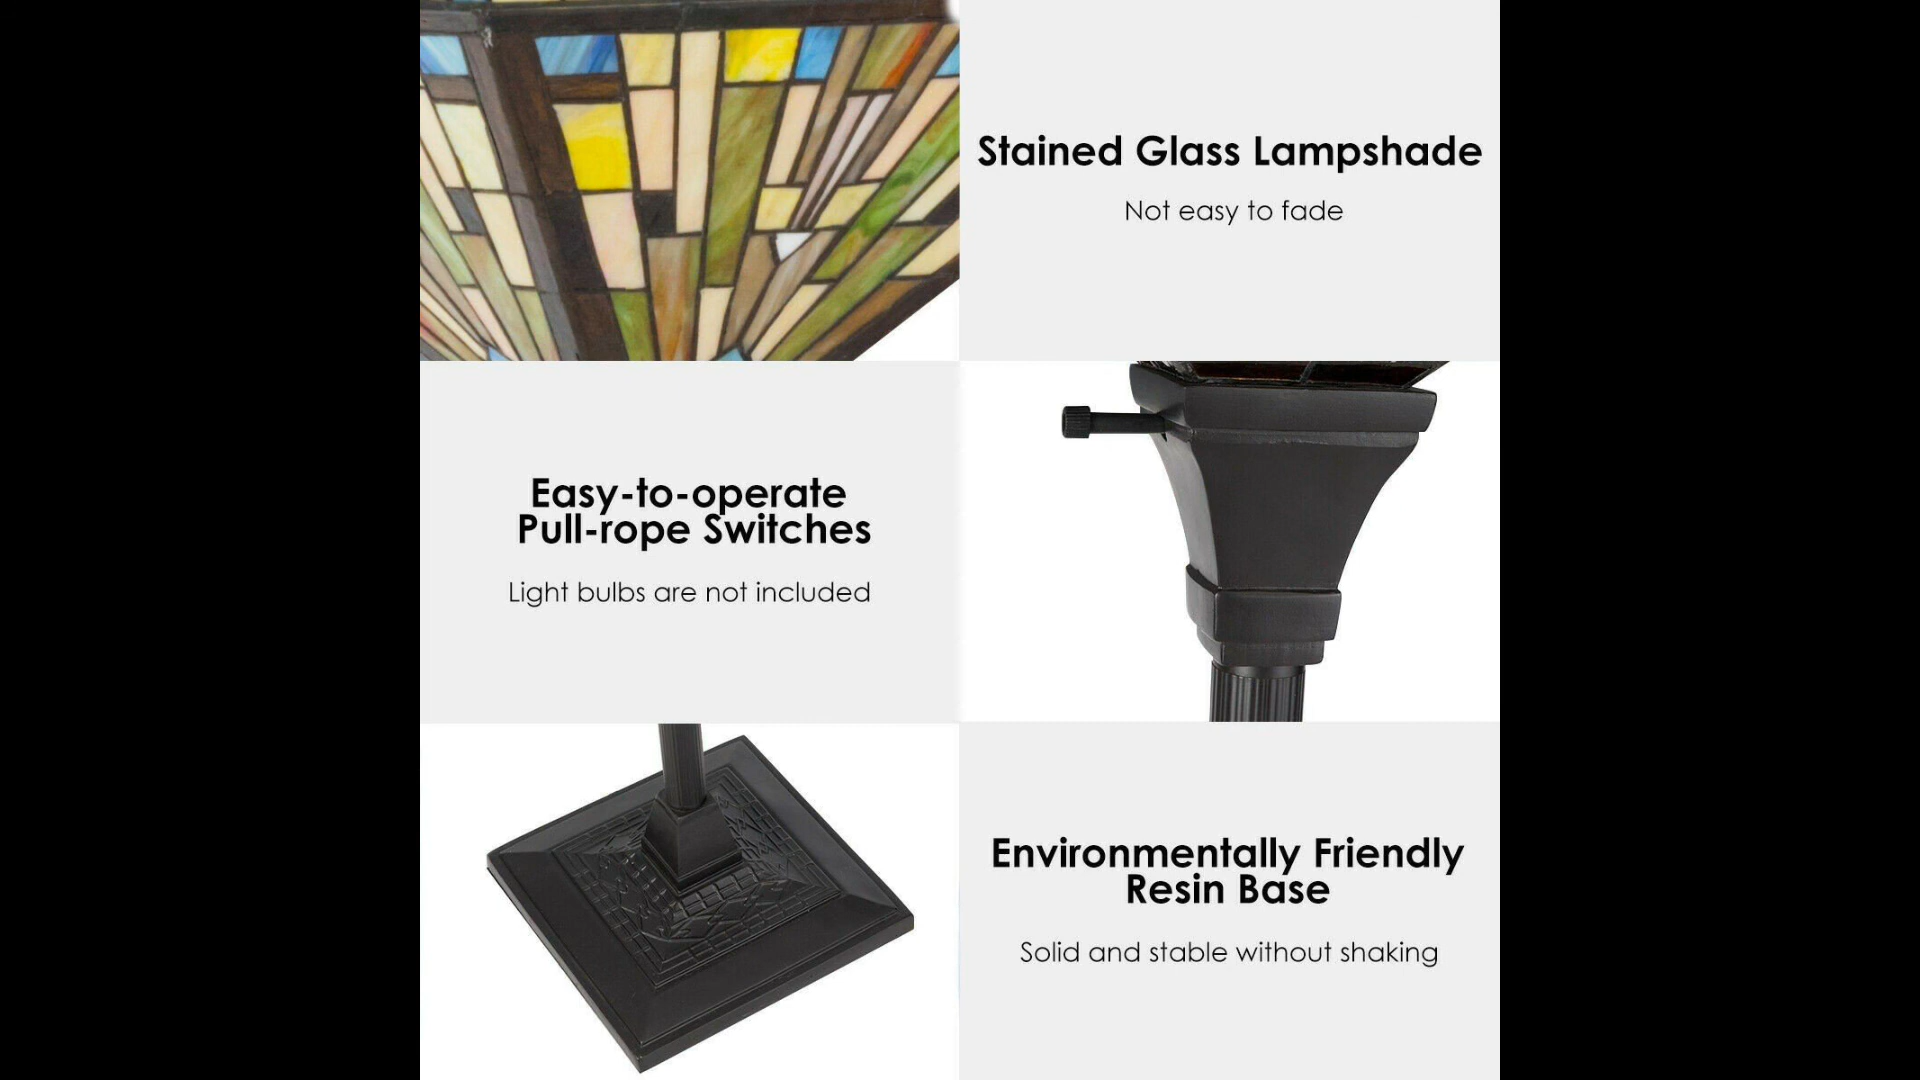 Stained Glass Lampshade
Not easy to fade
Easy-to-operate
Pull-rope Switches
Light bulbs are not included
Environmentally Friendly
Resin Base
Solid and stable without shaking